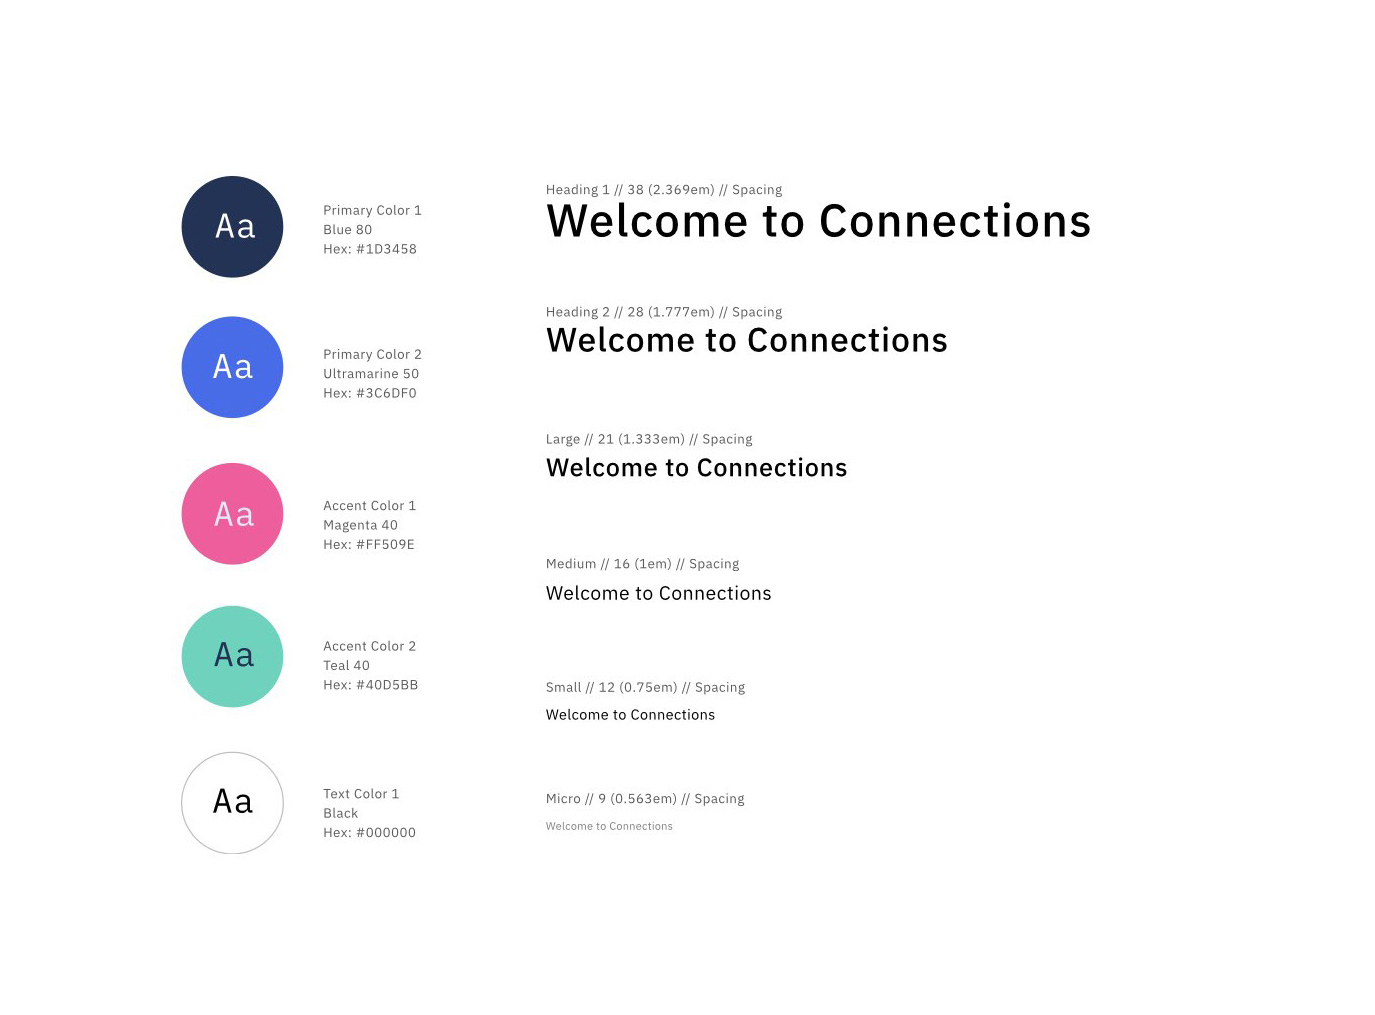 Aa
Primary Color 1
Blue 80
Hex: #1D3458
Aa
Primary Color 2
Ultramarine 50
Hex: #3C6DF0
Aa
Accent Color 1
Magenta 40
Hex: #FF509E
Aa
Accent Color 2
Teal 40
Hex: #40D5BB
Aa
Text Color 1
Black
Hex: #000000
Heading 1 // 38 (2.369em) // Spacing
Welcome to Connections
Heading 2 // 28 (1.777em) // Spacing
Welcome to Connections
Large // 21 (1.333em) // Spacing
Welcome to Connections
Medium // 16 (1em) // Spacing
Welcome to Connections
Small // 12 (0.75em) // Spacing
Welcome to Connections
Micro // 9 (0.563em) // Spacing
Welcome to Connections